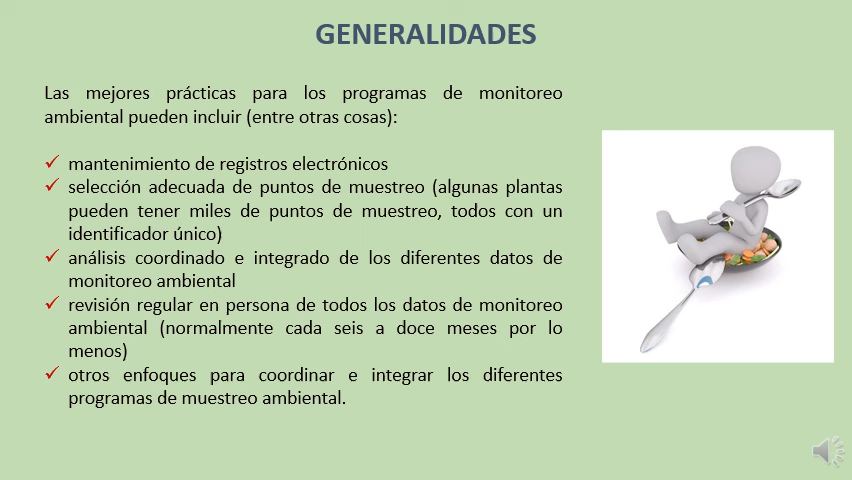 GENERALIDADES
Las mejores prácticas para los programas de monitoreo
ambiental pueden incluir (entre otras cosas):
mantenimiento de registros electrónicos
selección adecuada de puntos de muestreo (algunas plantas
pueden tener miles de puntos de muestreo, todos con un
identificador único)
análisis coordinado e integrado de los diferentes datos de
monitoreo ambiental
revisión regular en persona de todos los datos de monitoreo
ambiental (normalmente cada seis a doce meses por lo
menos)
otros enfoques para coordinar e integrar los diferentes
programas de muestreo ambiental.